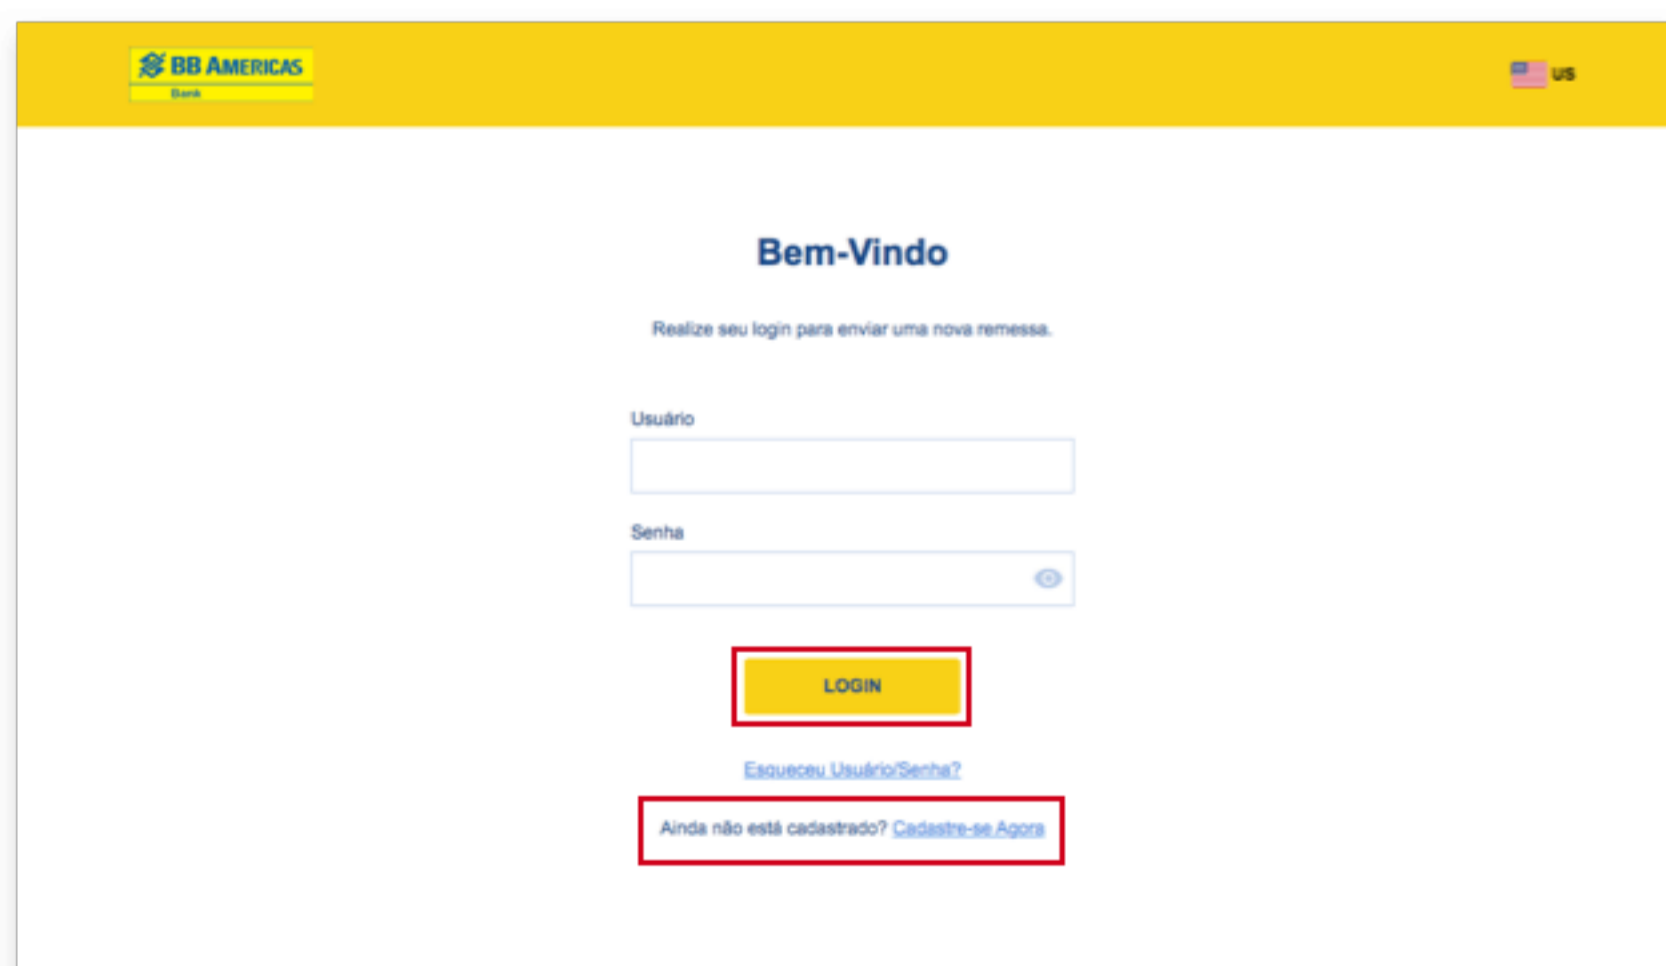 BB AMERICAS
Bank
US
Bem-Vindo
Realize seu login para enviar uma nova remessa.
Usuário
Senha
LOGIN
Esqueceu Usuário/Senha?
Ainda não está cadastrado? Cadastre-se Agora